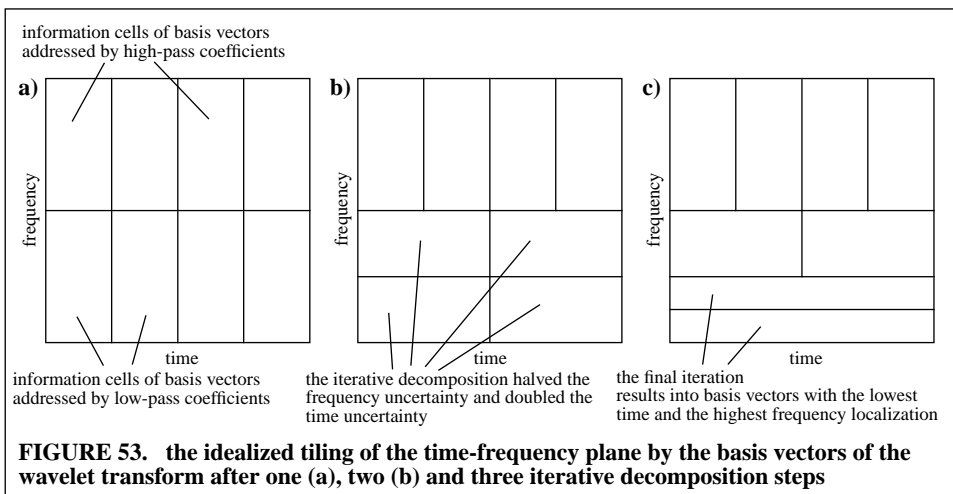 information cells of basis vectors
addressed by high-pass coefficients
a)
frequency
time
information cells of basis vectors
addressed by low-pass coefficients
b)
frequency
time
the iterative decomposition halved the
frequency uncertainty and doubled the
time uncertainty
c)
frequency
time
the final iteration
results into basis vectors with the lowest
time and the highest frequency localization
FIGURE 53. the idealized tiling of the time-frequency plane by the basis vectors of the
wavelet transform after one (a), two (b) and three iterative decomposition steps